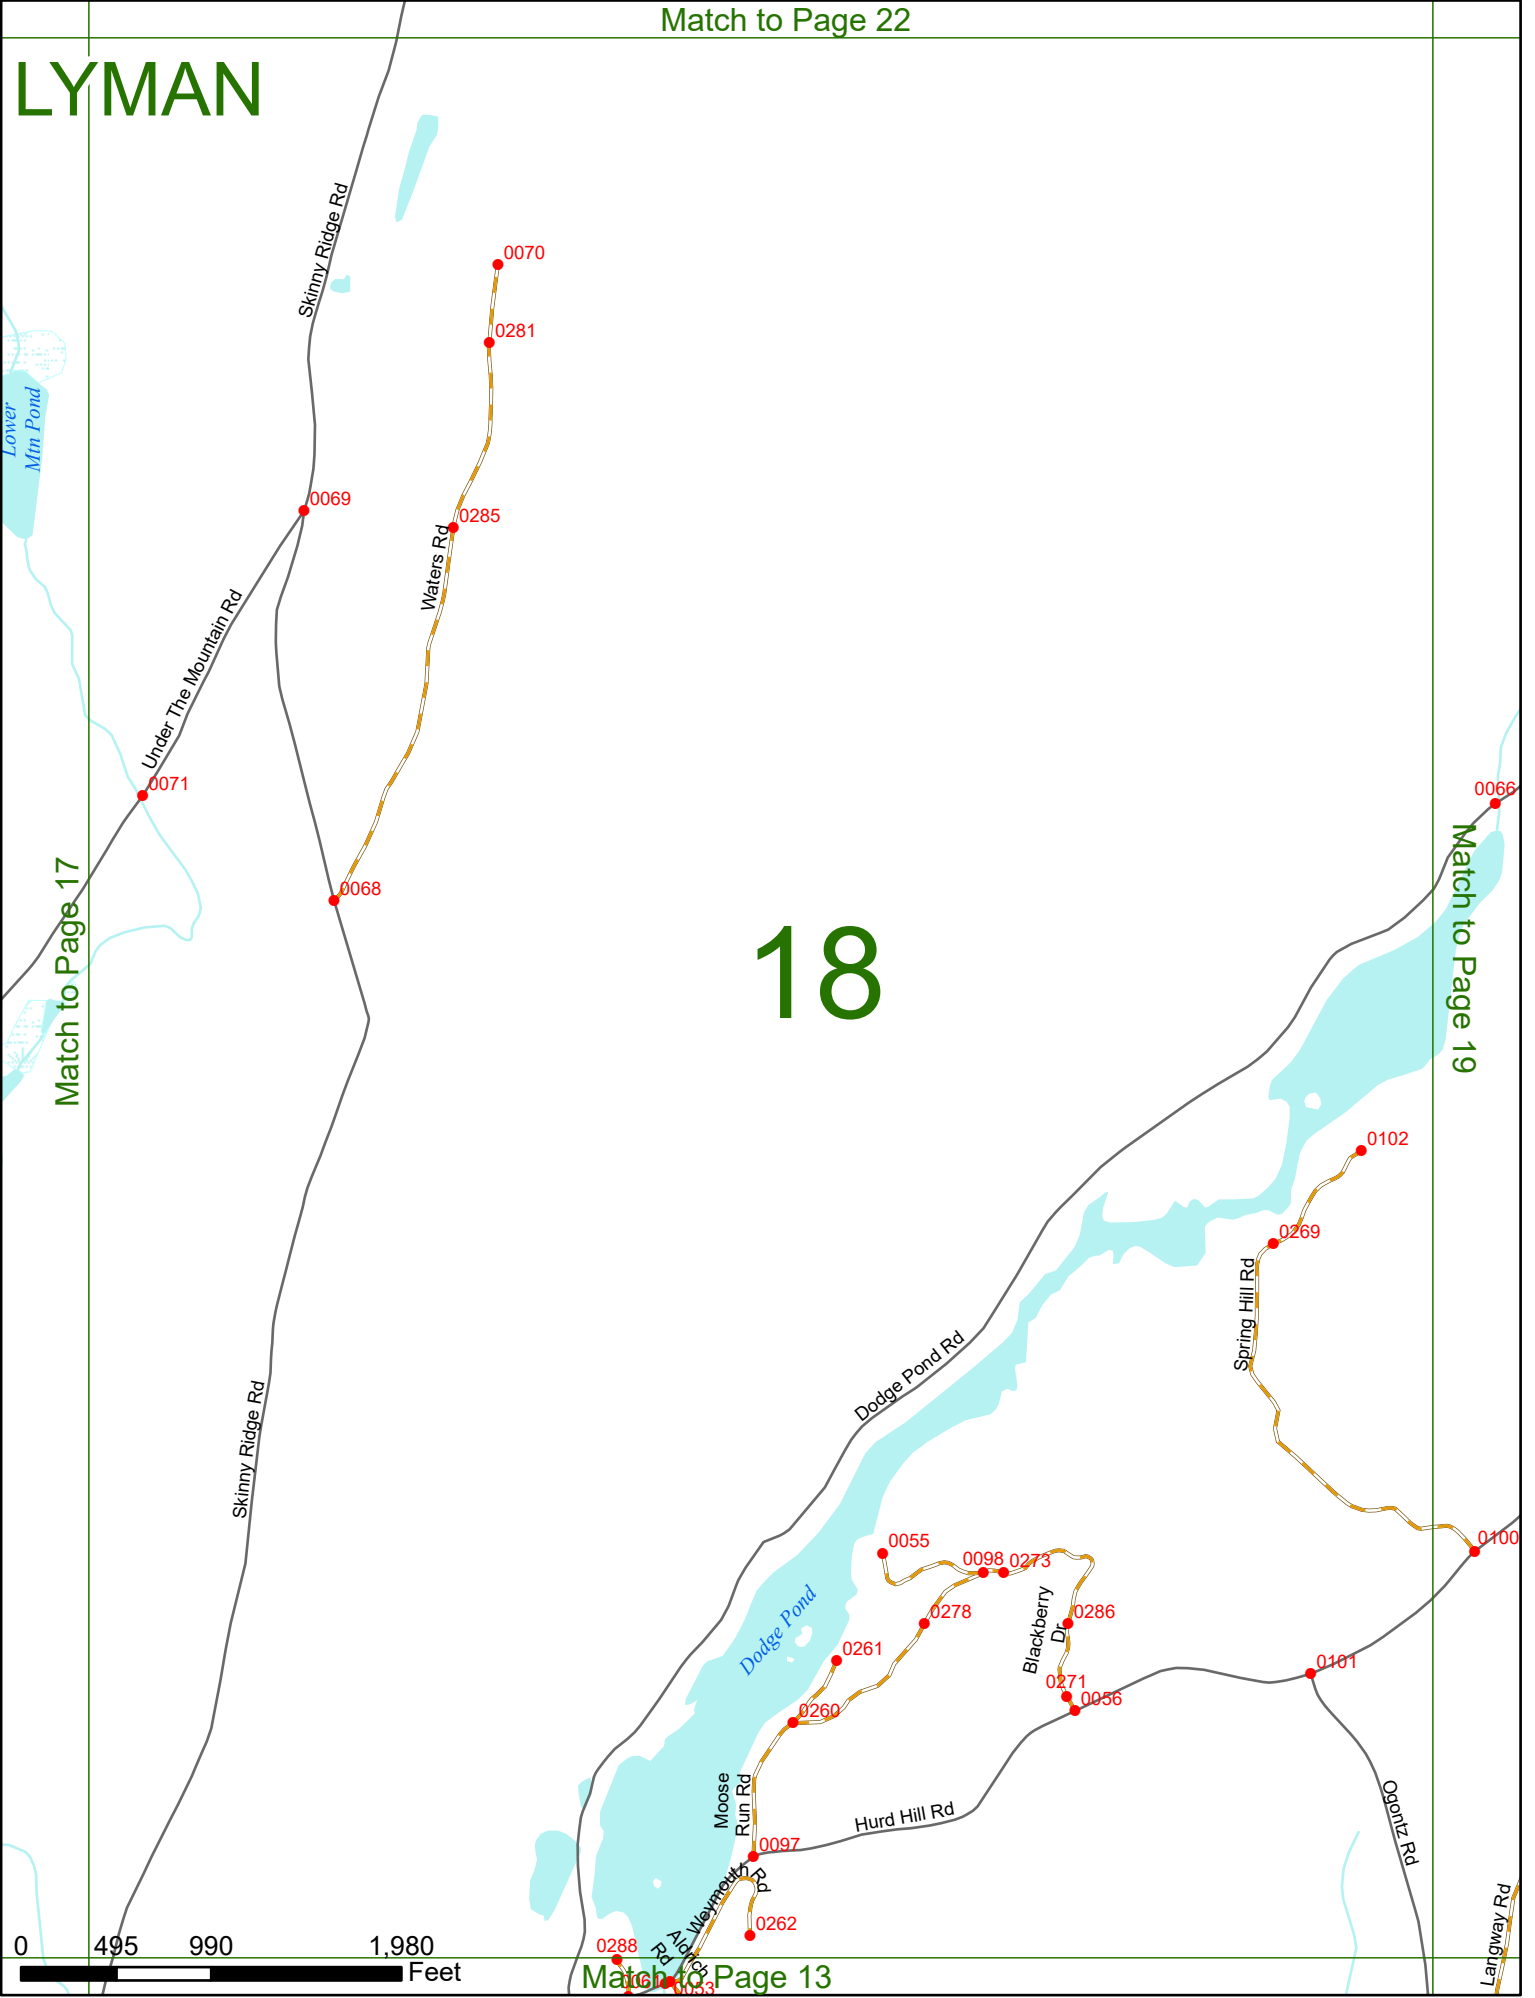 Match to Page 22
LYMAN
Skinny Ridge Rd
0070
0281
Lower
Mtn Pond
0069
0285
Waters Rd
Under The Mountain Rd
0071
0066
0068
Match to Page 17
18
Match to Page 19
0102
0269
Spring Hill Rd
Dodge Pond Rd
Skinny Ridge Rd
0100
0055
0098
0273
Blackberry
Dr
0278
0286
Dodge Pond
0261
0101
0271
0056
0260
Moose
Run Rd
Hurd Hill Rd
Ogontz Rd
0097
Weymouth
Rd
0262
Aldrich
Rd
Langway Rd
0288
0 495 990 1,980
Feet
0061
0053
Match to Page 13